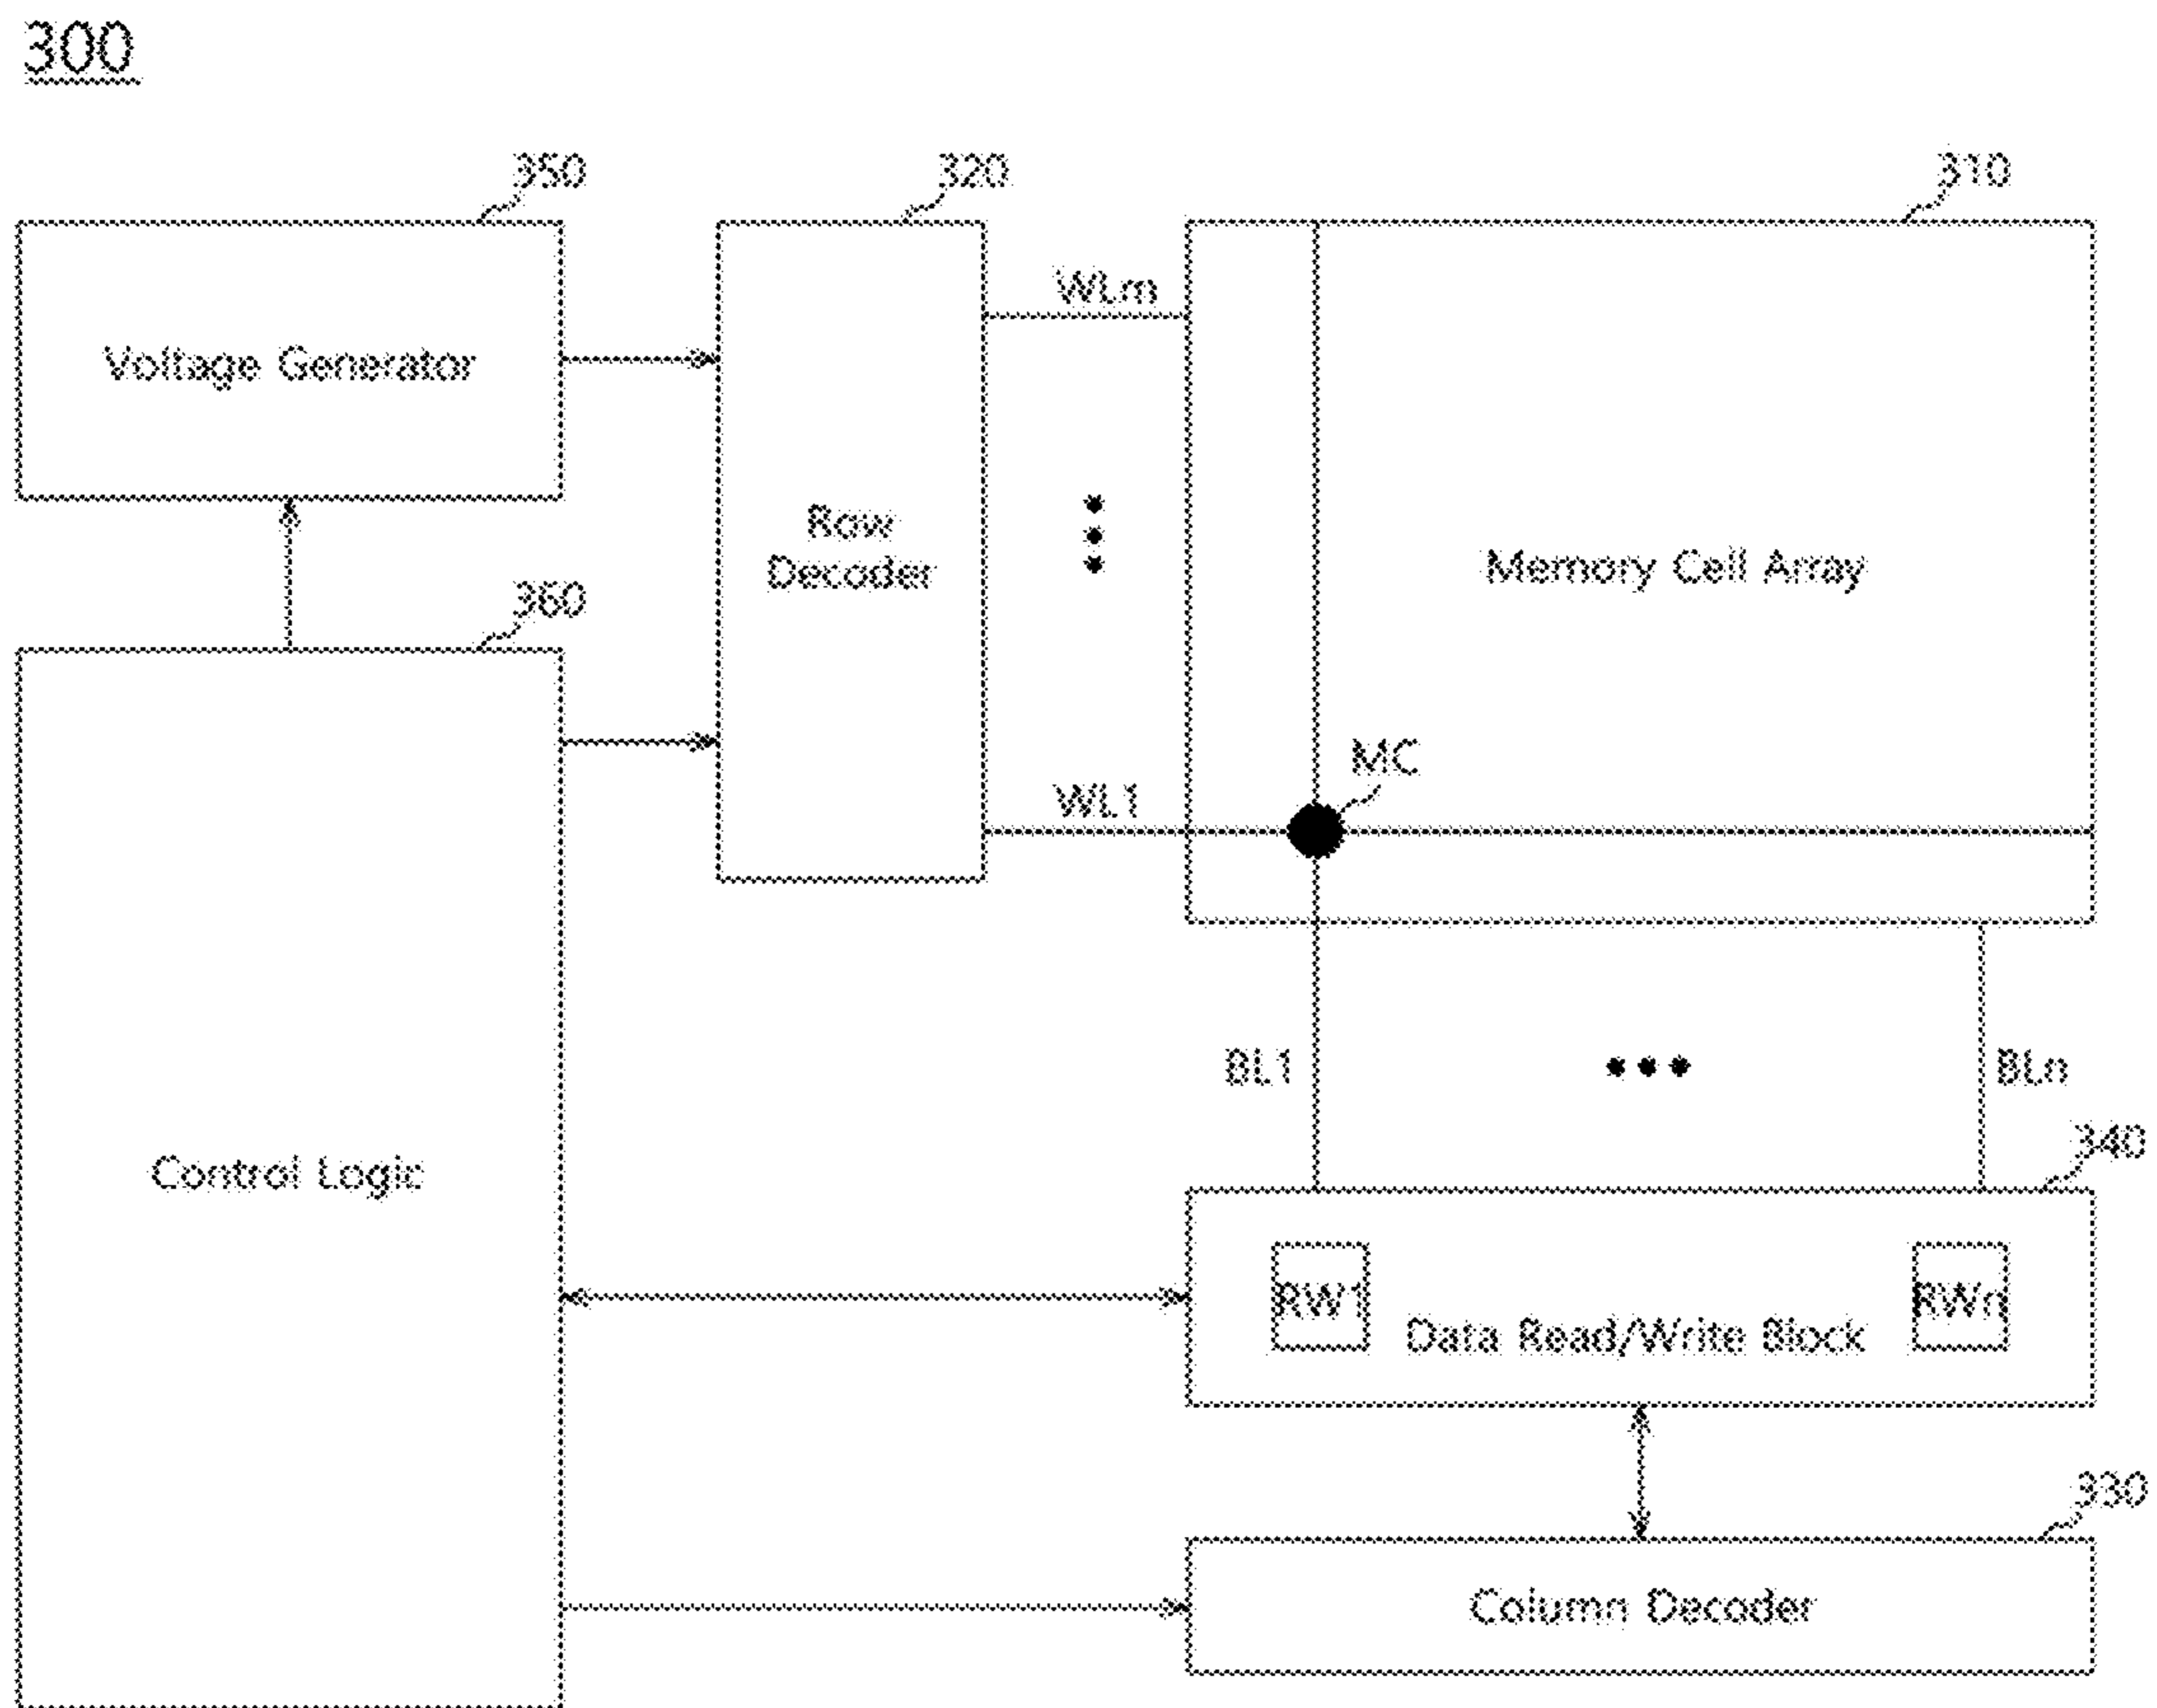 300
350
320
310
WLm
Voltage Generator
Row
Decoder
Memory Cell Array
360
MC
WL1
BL1
BLn
340
Control Logic
RW1
RWn
Data Read/Write Block
330
Column Decoder